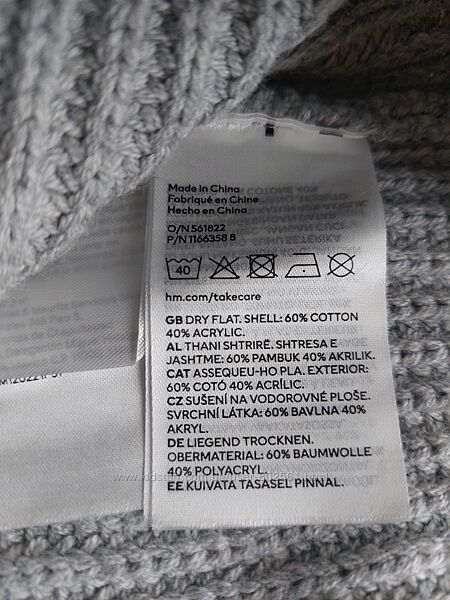 Made in China
Fabriqué en Chine
Hecho en China
O/N 561822
P/N 1166358 8
40
hm.com/takecare
GB DRY FLAT. SHELL: 60% COTTON
40% ACRYLIC.
AL THANI SHTRIRË. SHTRESA E
JASHTME: 60% PAMBUK 40% AKRILIK.
CAT ASSEQUEU-HO PLA. EXTERIOR:
60% COTÓ 40% ACRÍLIC.
CZ SUŠENÍ NA VODOROVNÉ PLOŠE.
SVRCHNÍ LÁTKA: 60% BAVLNA 40%
AKRYL.
DE LIEGEND TROCKNEN.
OBERMATERIAL: 60% BAUMWOLLE
40% POLYACRYL.
EE KUIVATA TASASEL PINNAL.